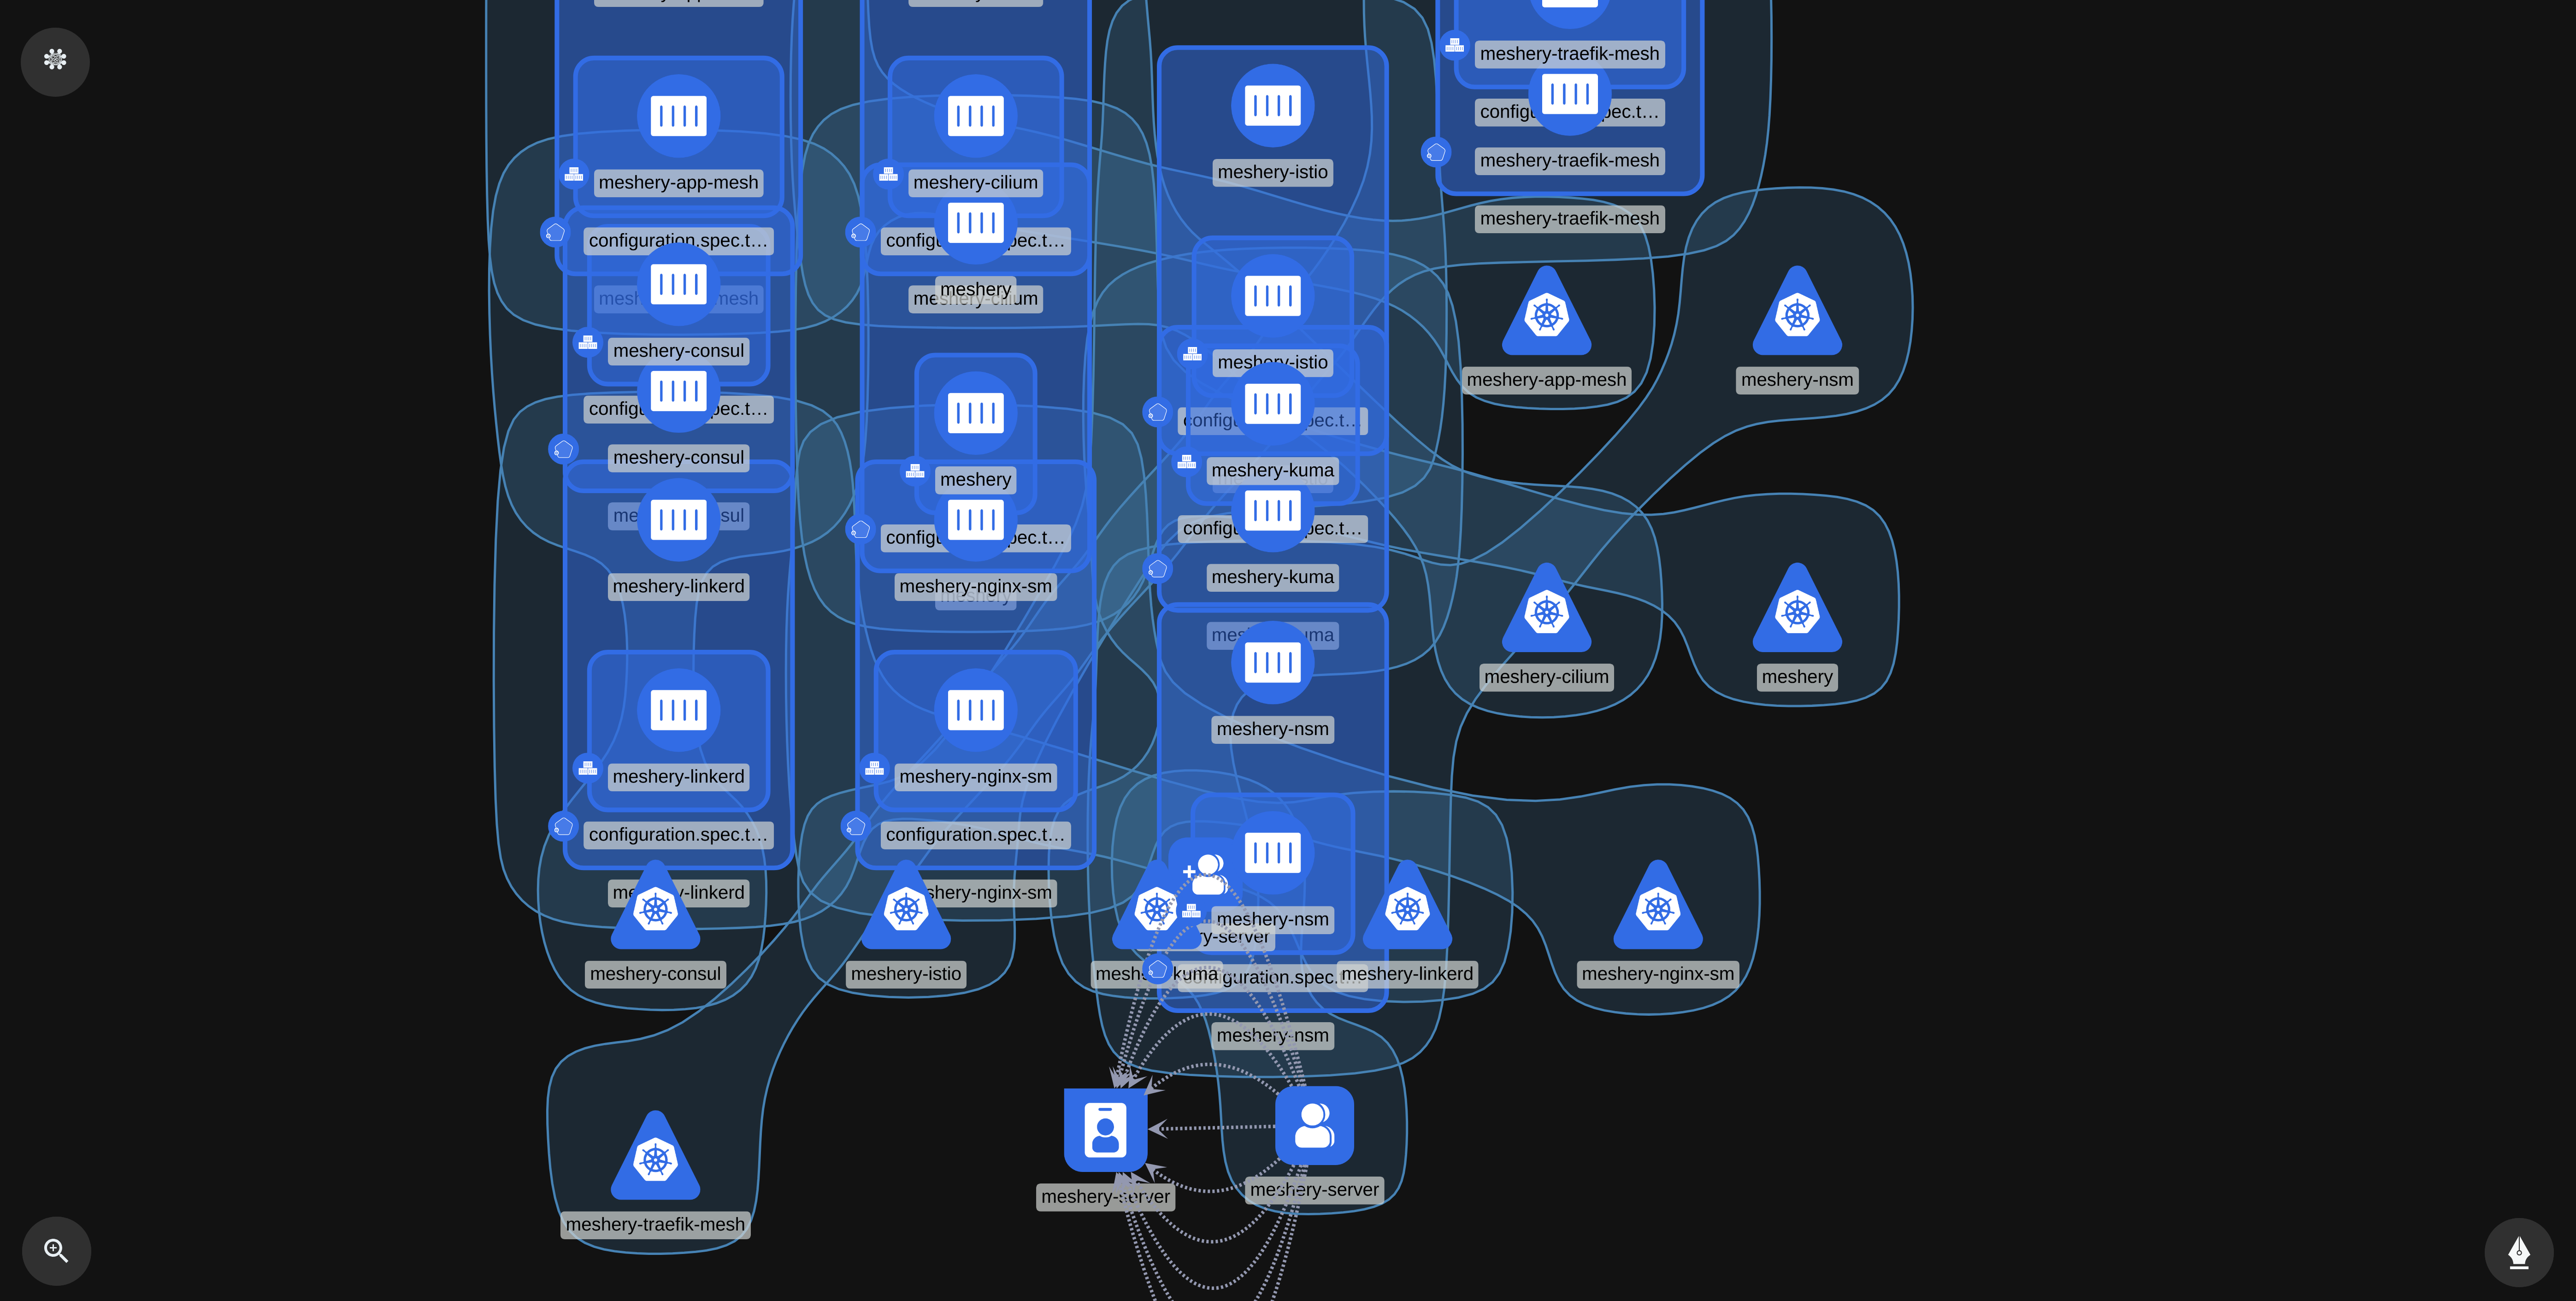 meshery-traefik-mesh
meshery-traefik-mesh
meshery-traefik-mesh
meshery-app-mesh
configuration.spec.t…
meshery-consul
meshery-consul
meshery-linkerd
meshery-linkerd
configuration.spec.t…
meshery-cilium
meshery
meshery
meshery-nginx-sm
meshery-nginx-sm
configuration.spec.t…
meshery-istio
meshery-istio
meshery-kuma
meshery-kuma
meshery-nsm
meshery-nsm
meshery-nsm
meshery-app-mesh
meshery-nsm
meshery-cilium
meshery
meshery-consul
meshery-istio
meshery-linkerd
meshery-nginx-sm
meshery-traefik-mesh
meshery-server
meshery-server